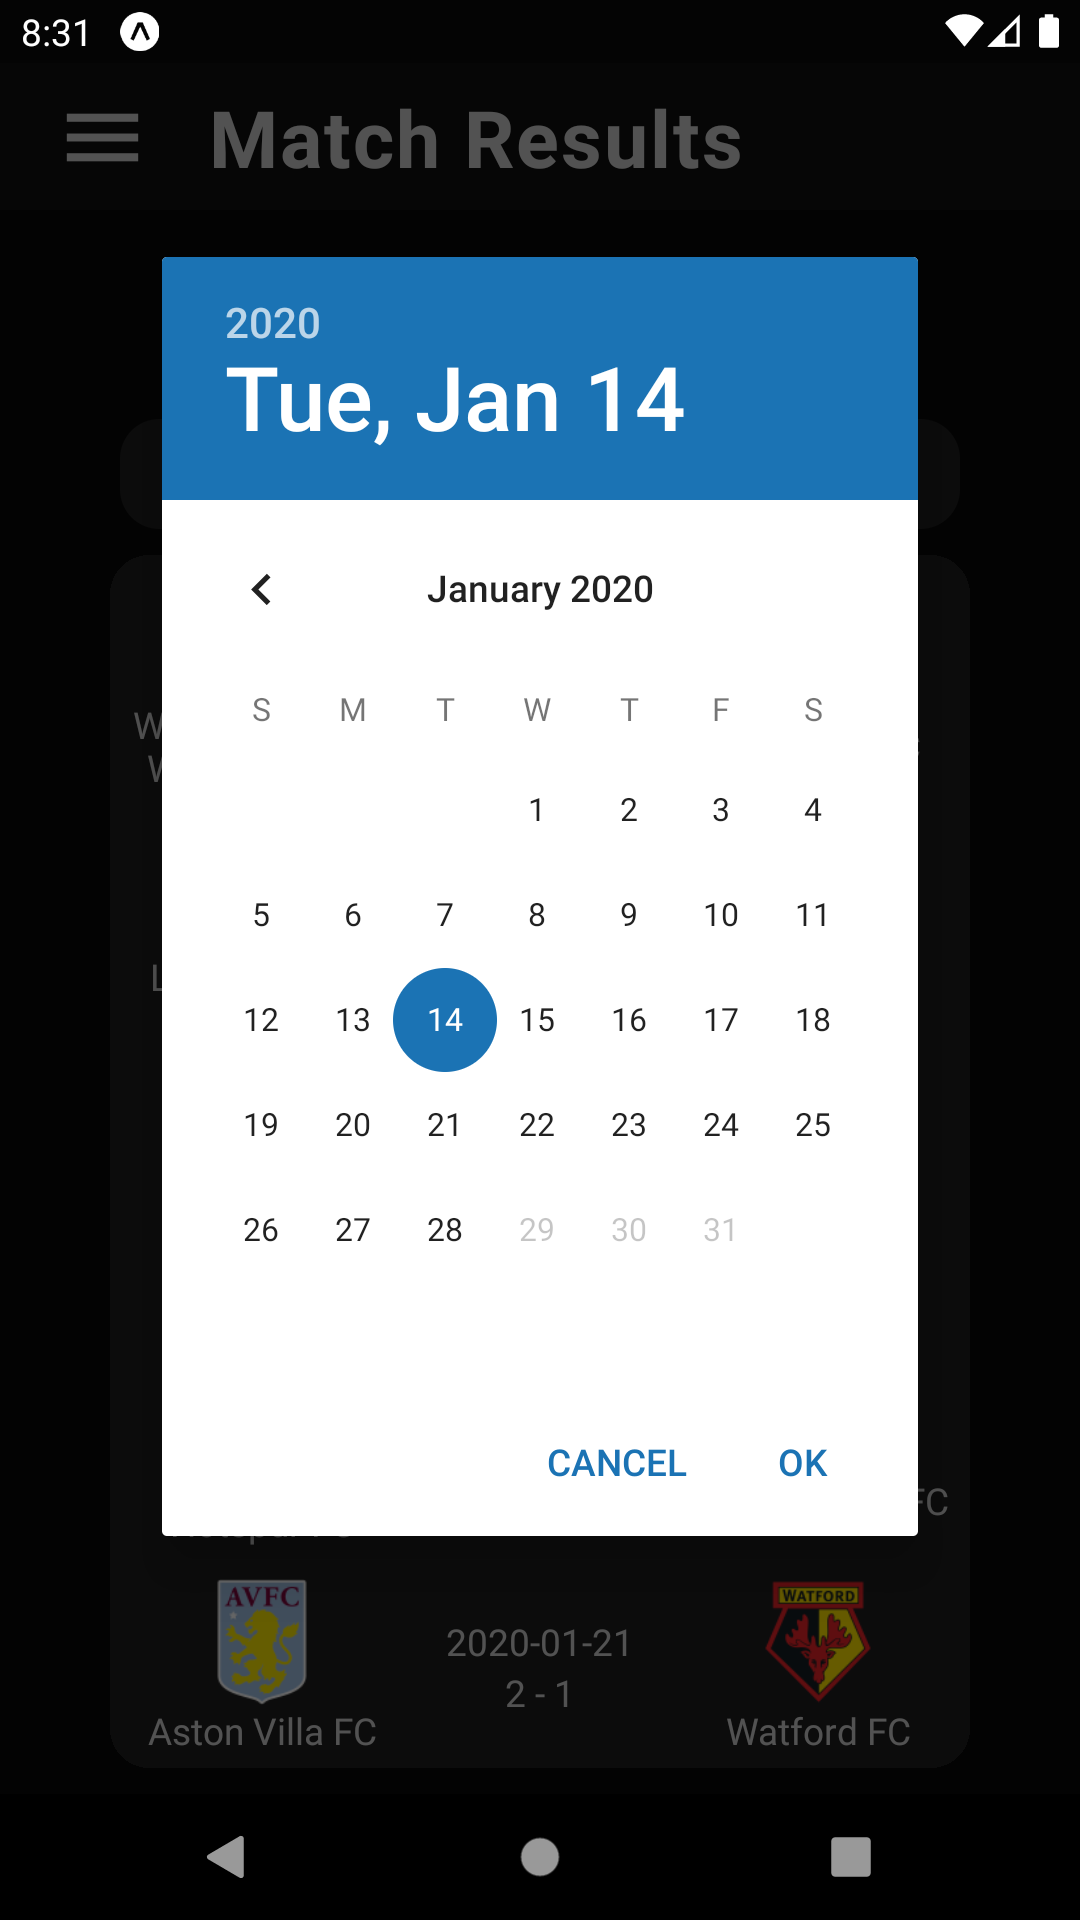 8:31
Match Results
2020
Tue, Jan 14
January 2020
S M T W T F S
1 2 3 4
5 6 7 8 9 10 11
12 13 14 15 16 17 18
19 20 21 22 23 24 25
26 27 28 29 30 31
CANCEL OK
FC
AVFC
WATFORD
2020-01-21
2 - 1
Aston Villa FC
Watford FC